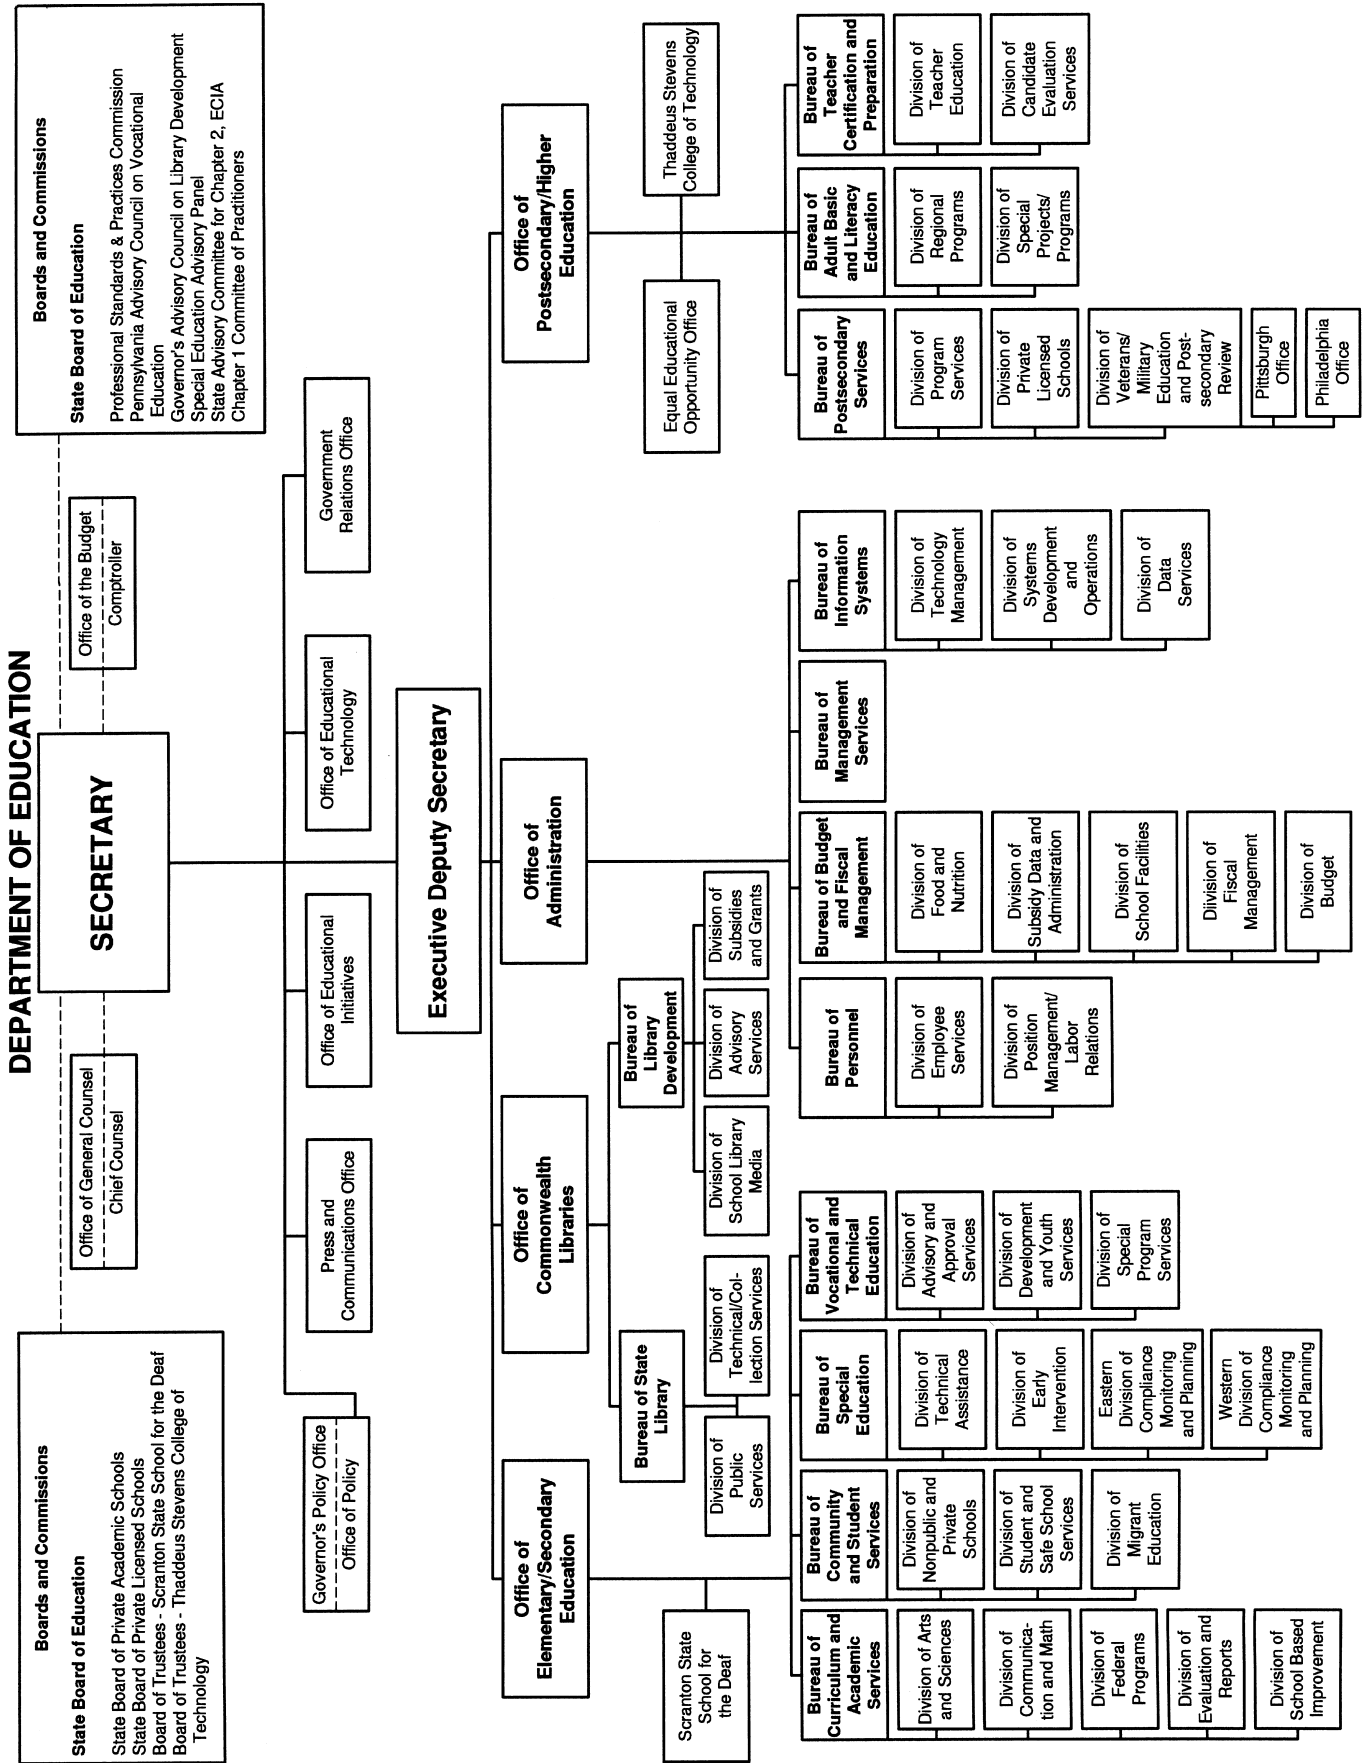 DEPARTMENT OF EDUCATION
Boards and Commissions
State Board of Education
State Board of Private Academic Schools
State Board of Private Licensed Schools
Board of Trustees - Scranton State School for the Deaf
Board of Trustees - Thaddeus Stevens College of
Technology
Office of General Counsel
Chief Counsel
SECRETARY
Office of the Budget
Comptroller
Boards and Commissions
State Board of Education
Professional Standards & Practices Commission
Pennsylvania Advisory Council on Vocational
Education
Governor's Advisory Council on Library Development
Special Education Advisory Panel
State Advisory Committee for Chapter 2, ECIA
Chapter 1 Committee of Practitioners
Governor's Policy Office
Office of Policy
Press and
Communications Office
Office of Educational
Initiatives
Office of Educational
Technology
Government
Relations Office
Executive Deputy Secretary
Office of
Elementary/Secondary
Education
Office of
Commonwealth
Libraries
Office of
Administration
Office of
Postsecondary/Higher
Education
Scranton State
School for
the Deaf
Bureau of State
Library
Division of
Public
Services
Division of
Technical/Col-
lection Services
Bureau of
Library
Development
Division of
School Library
Media
Division of
Advisory
Services
Division of
Subsidies
and Grants
Equal Educational
Opportunity Office
Thaddeus Stevens
College of Technology
Bureau of
Curriculum and
Academic
Services
Division of Arts
and Sciences
Division of
Communica-
tion and Math
Division of
Federal
Programs
Division of
Evaluation and
Reports
Division of
School Based
Improvement
Bureau of
Community
and Student
Services
Division of
Nonpublic and
Private
Schools
Division of
Student and
Safe School
Services
Division of
Migrant
Education
Bureau of
Special
Education
Division of
Technical
Assistance
Division of
Early
Intervention
Eastern
Division of
Compliance
Monitoring
and Planning
Western
Division of
Compliance
Monitoring
and Planning
Bureau of
Vocational and
Technical
Education
Division of
Advisory and
Approval
Services
Division of
Development
and Youth
Services
Division of
Special
Program
Services
Bureau of
Personnel
Division of
Employee
Services
Division of
Position
Management/
Labor
Relations
Bureau of Budget
and Fiscal
Management
Division of
Food and
Nutrition
Division of
Subsidy Data and
Administration
Division of
School Facilities
Diivision of
Fiscal
Management
Division of
Budget
Bureau of
Management
Services
Bureau of
Information
Systems
Division of
Technology
Management
Division of
Systems
Development
and
Operations
Division of
Data
Services
Bureau of
Postsecondary
Services
Division of
Program
Services
Division of
Private
Licensed
Schools
Division of
Veterans/
Military
Education
and Post-
secondary
Review
Pittsburgh
Office
Philadelphia
Office
Bureau of
Adult Basic
and Literacy
Education
Division of
Regional
Programs
Division of
Special
Projects/
Programs
Bureau of
Teacher
Certification and
Preparation
Division of
Teacher
Education
Division of
Candidate
Evaluation
Services